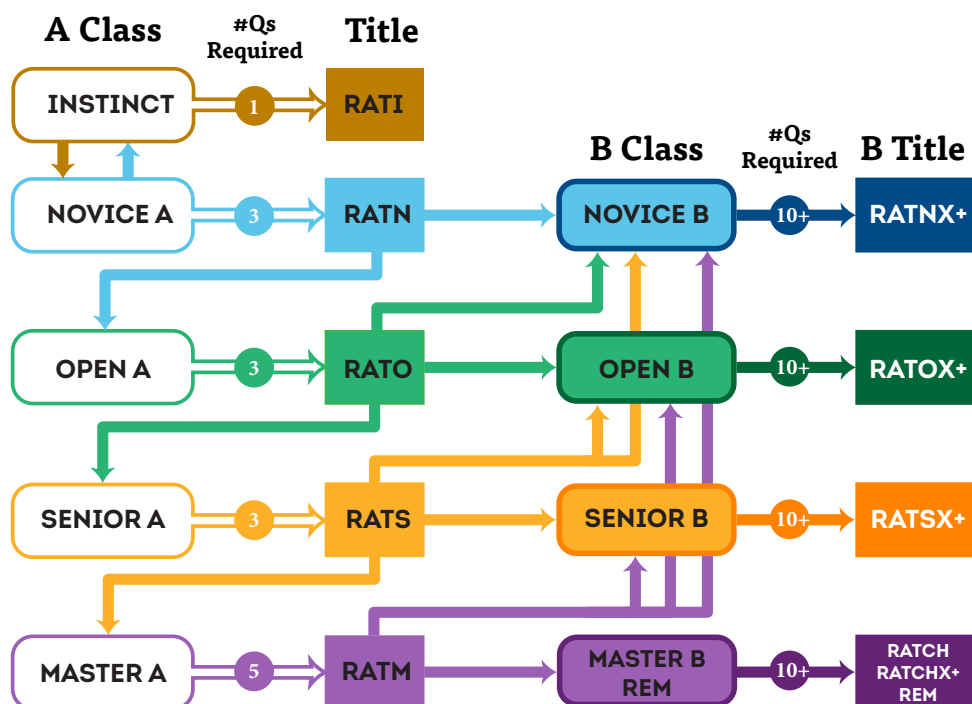 A Class
#Qs
Required
Title
INSTINCT
1
RATI
B Class
#Qs
Required
B Title
NOVICE A
3
RATN
NOVICE B
10+
RATNX+
OPEN A
3
RATO
OPEN B
10+
RATOX+
SENIOR A
3
RATS
SENIOR B
10+
RATSX+
MASTER A
5
RATM
MASTER B
REM
10+
RATCH
RATCHX+
REM